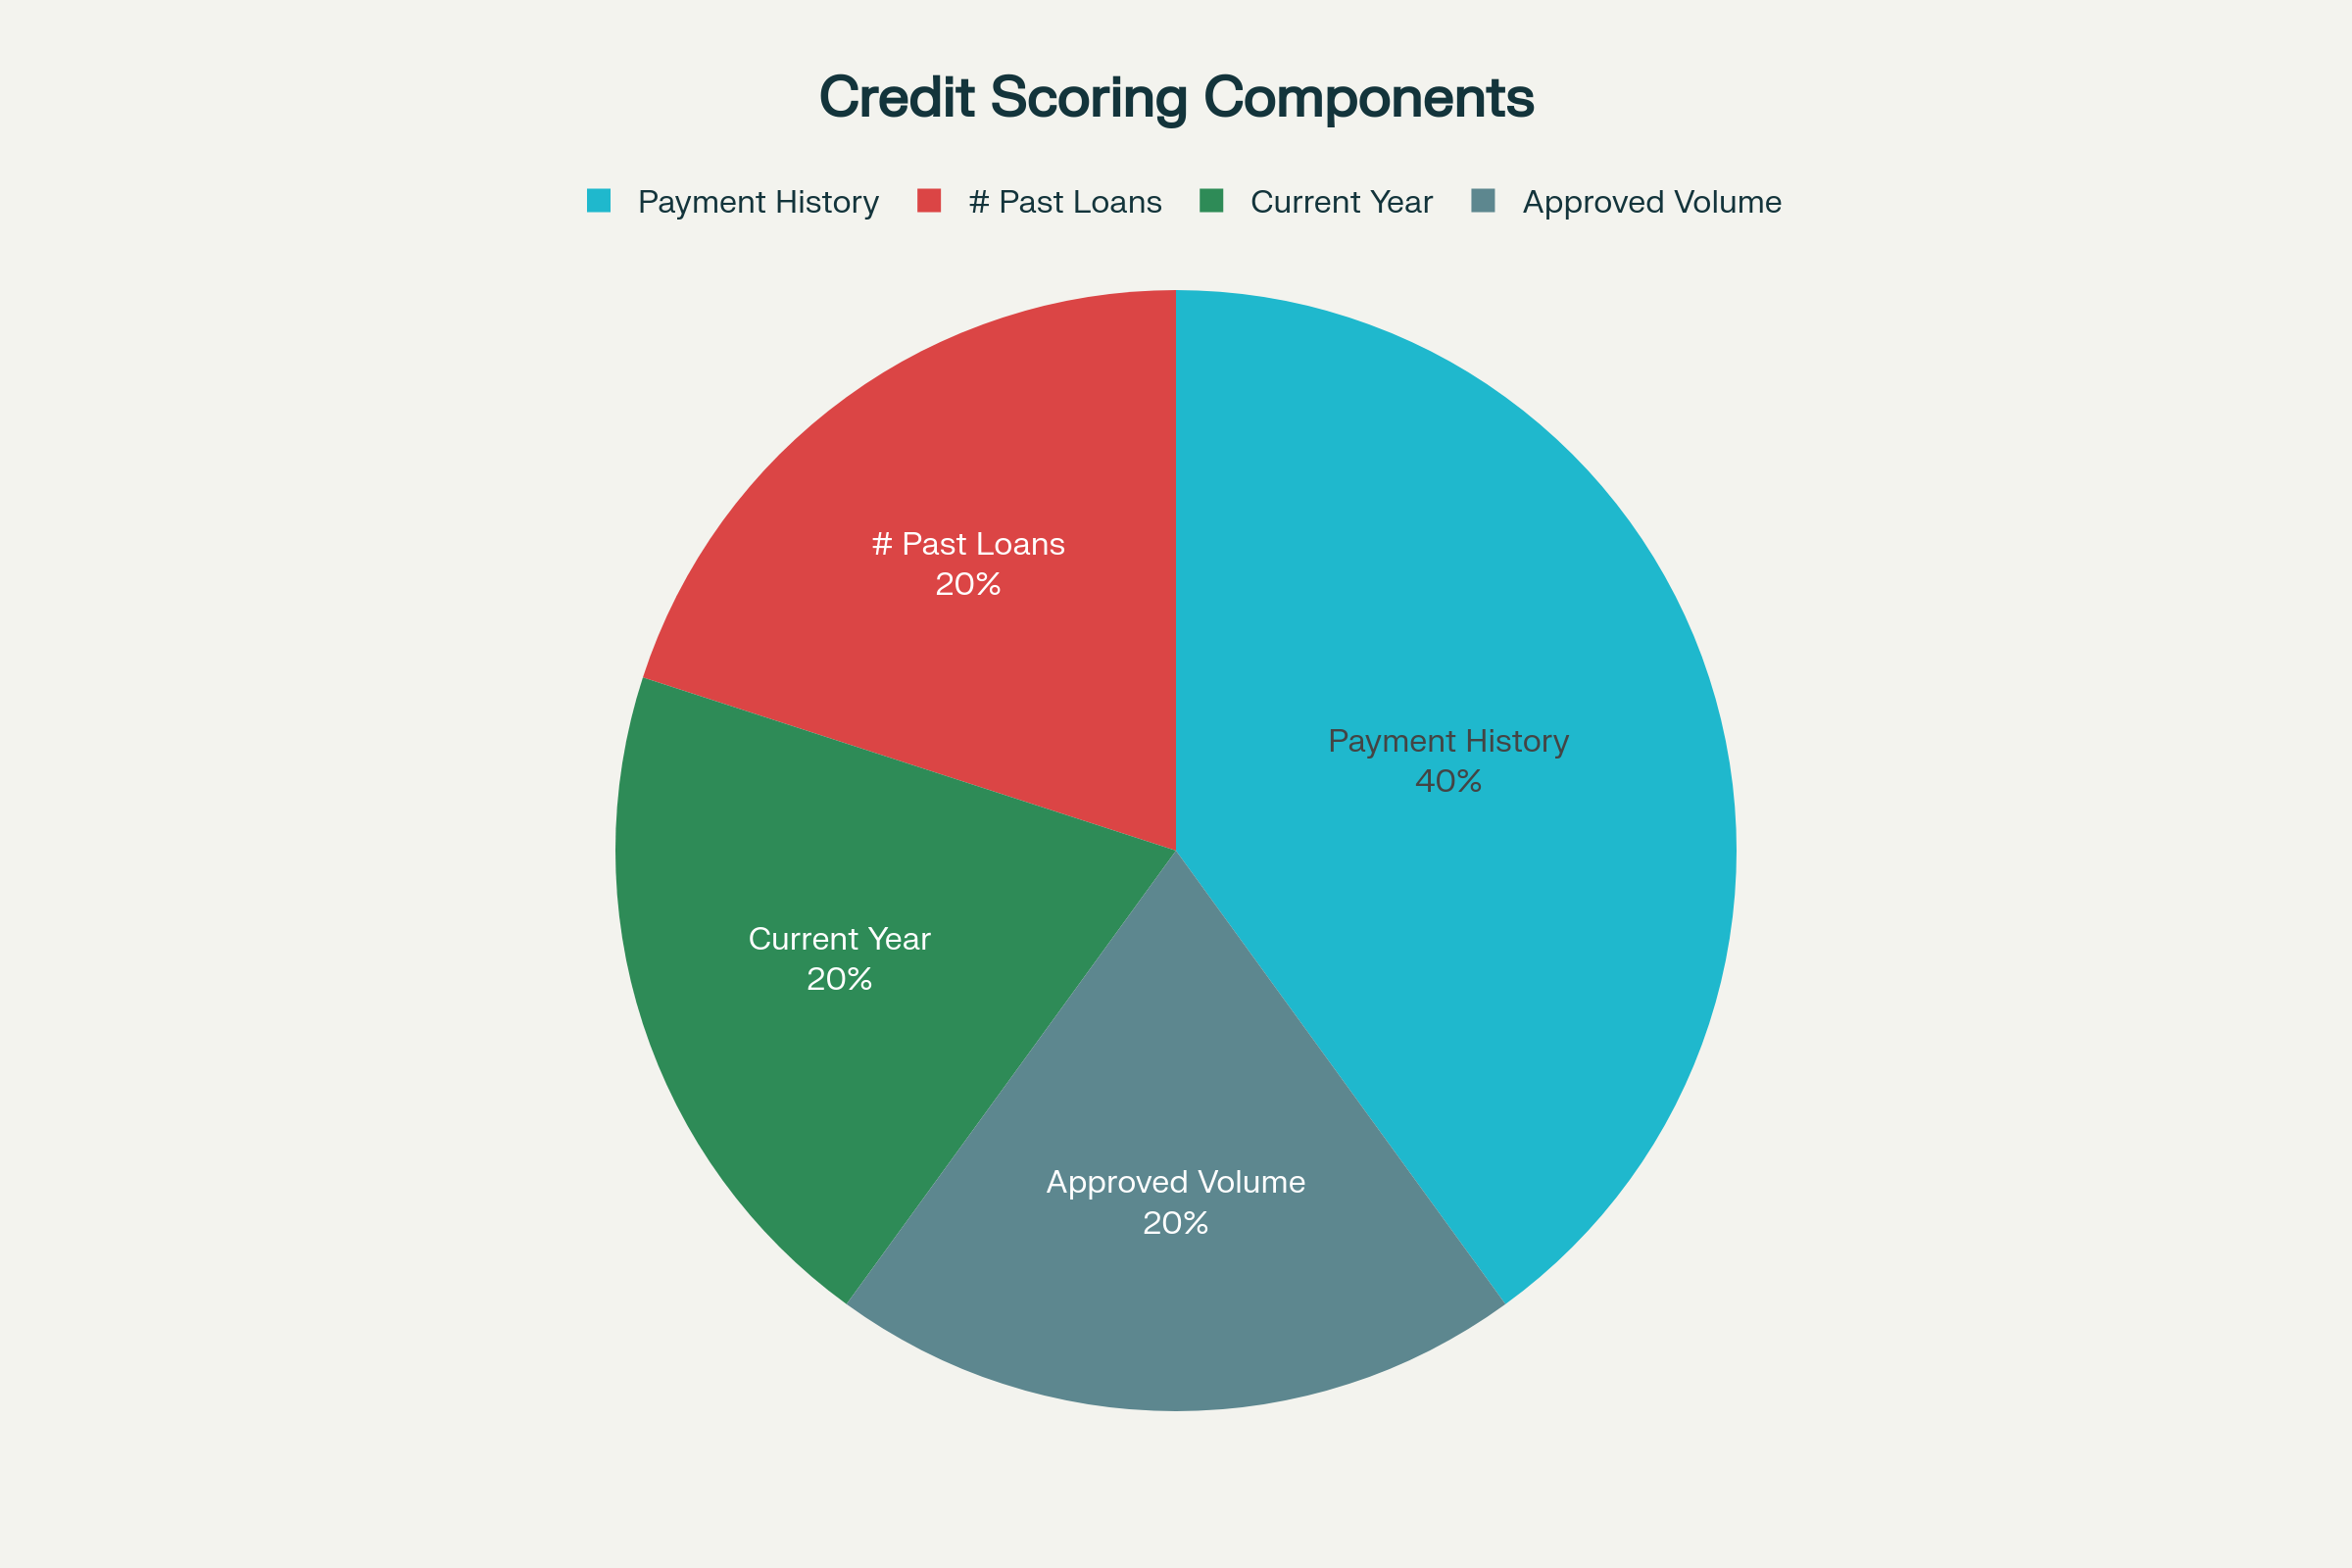 Credit Scoring Components
Payment History # Past Loans Current Year Approved Volume
# Past Loans
20%
Payment History
40%
Current Year
20%
Approved Volume
20%